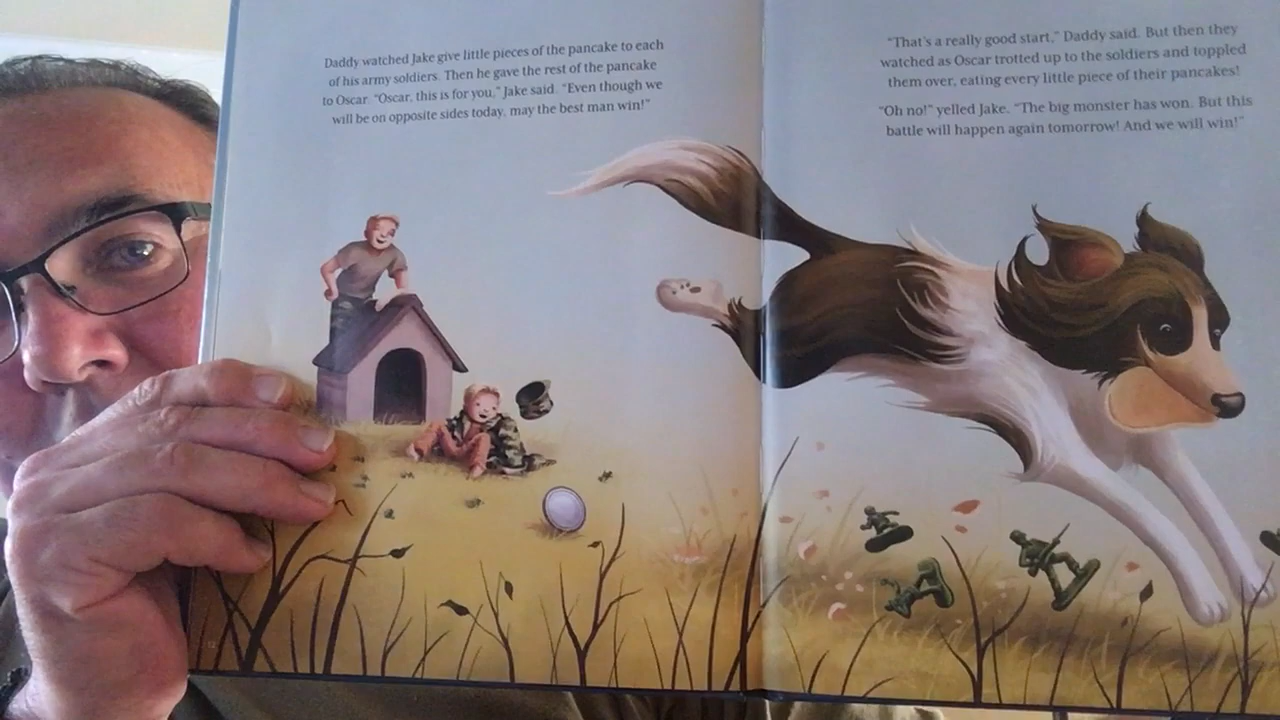 Daddy watched Jake give little pieces of the pancake to each
of his army soldiers. Then he gave the rest of the pancake
to Oscar. "Oscar, this is for you," Jake said. "Even though we
will be on opposite sides today, may the best man win!"
"That's a really good start," Daddy said. But then they
watched as Oscar trotted up to the soldiers and toppled
them over, eating every little piece of their pancakes!
"Oh no!" yelled Jake. "The big monster has won. But this
battle will happen again tomorrow! And we will win!"
12